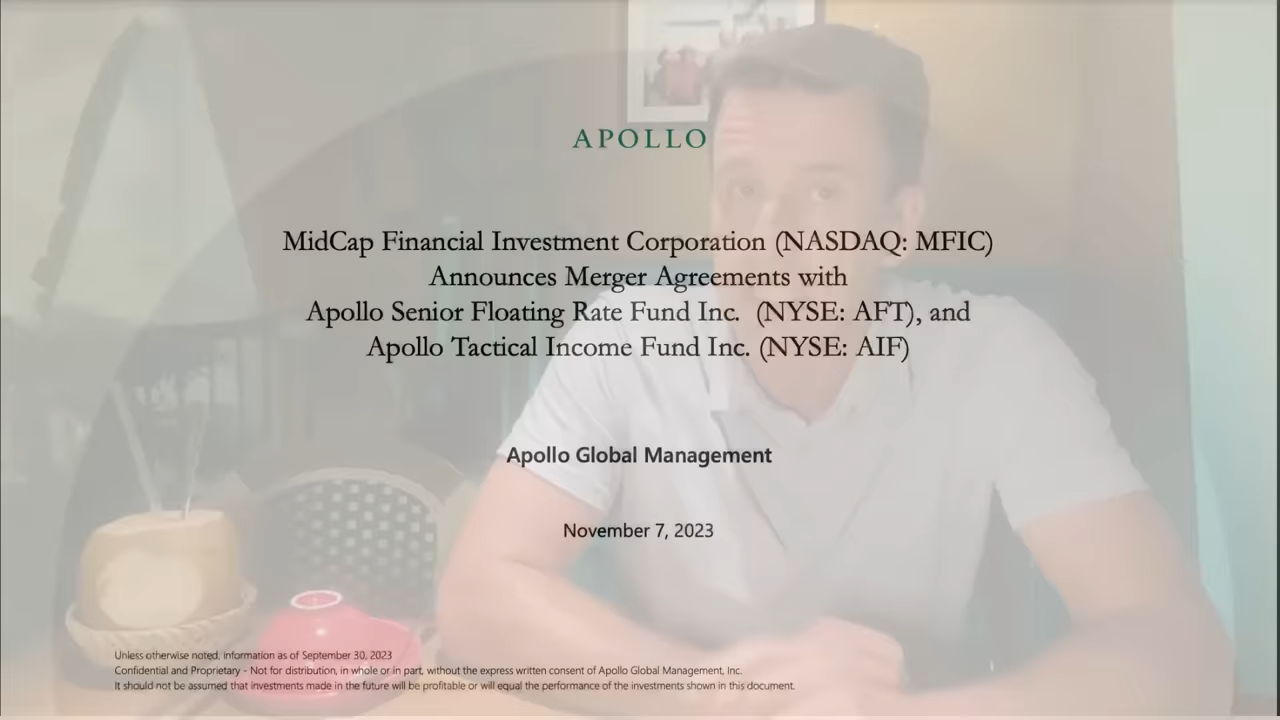 APOLLO
MidCap Financial Investment Corporation (NASDAQ: MFIC)
Announces Merger Agreements with
Apollo Senior Floating Rate Fund Inc. (NYSE: AFT), and
Apollo Tactical Income Fund Inc. (NYSE: AIF)
Apollo Global Management
November 7, 2023
Unless otherwise noted, information as of September 30, 2023
Confidential and Proprietary - Not for distribution, in whole or in part, without the express written consent of Apollo Global Management, Inc.
It should not be assumed that investments made in the future will be profitable or will equal the performance of the investments shown in this document.